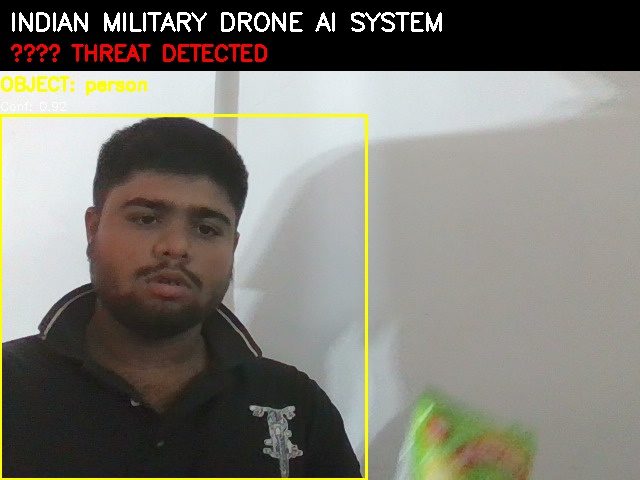 INDIAN MILITARY DRONE AI SYSTEM
???? THREAT DETECTED
OBJECT: person
Conf: 0.92